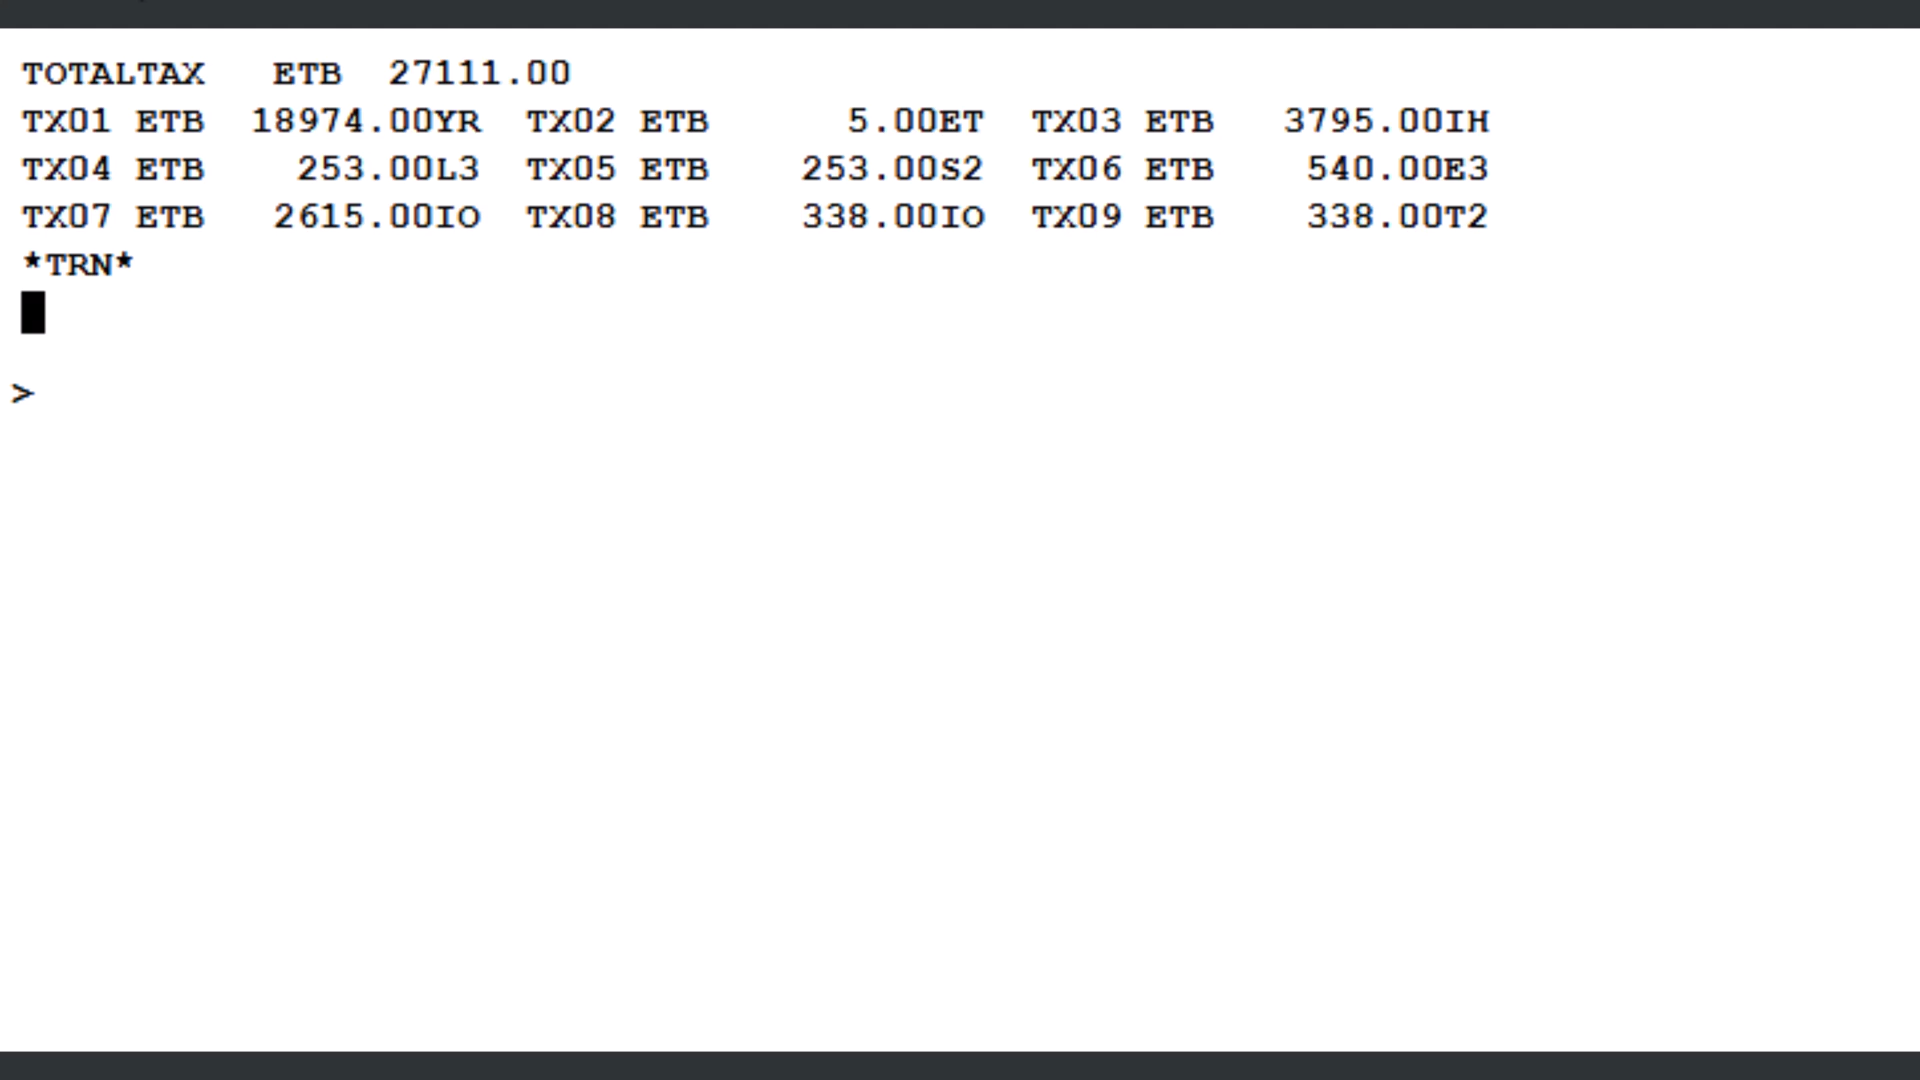 TOTALTAX   ETB  27111.00
TX01 ETB  18974.00YR  TX02 ETB      5.00ET  TX03 ETB   3795.00IH
TX04 ETB    253.00L3  TX05 ETB    253.00S2  TX06 ETB    540.00E3
TX07 ETB   2615.00IO  TX08 ETB    338.00IO  TX09 ETB    338.00T2
*TRN*
>